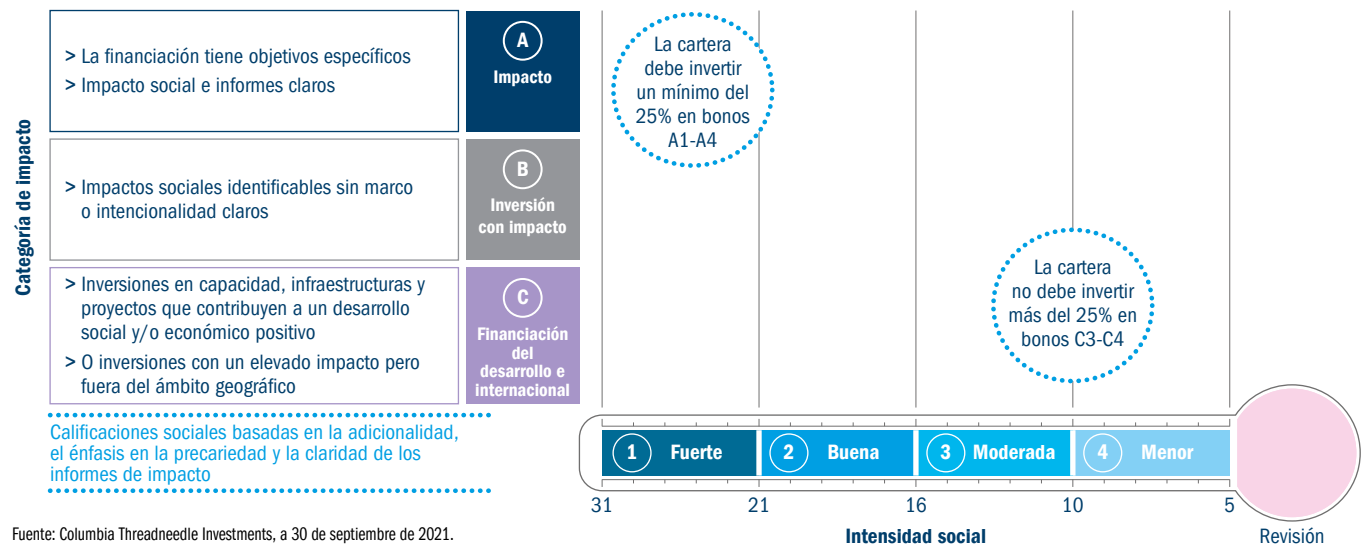 Categoría de impacto
> La financiación tiene objetivos específicos
> Impacto social e informes claros
A
Impacto
> Impactos sociales identificables sin marco
o intencionalidad claros
B
Inversión
con impacto
> Inversiones en capacidad, infraestructuras y
proyectos que contribuyen a un desarrollo
social y/o económico positivo
> O inversiones con un elevado impacto pero
fuera del ámbito geográfico
C
Financiación
del
desarrollo e
internacional
La cartera
debe invertir
un mínimo del
25% en bonos
A1-A4
La cartera
no debe invertir
más del 25% en
bonos C3-C4
Calificaciones sociales basadas en la adicionalidad,
el énfasis en la precariedad y la claridad de los
informes de impacto
1 Fuerte
2 Buena
3 Moderada
4 Menor
31 21 16 10 5
Intensidad social
Revisión
Fuente: Columbia Threadneedle Investments, a 30 de septiembre de 2021.